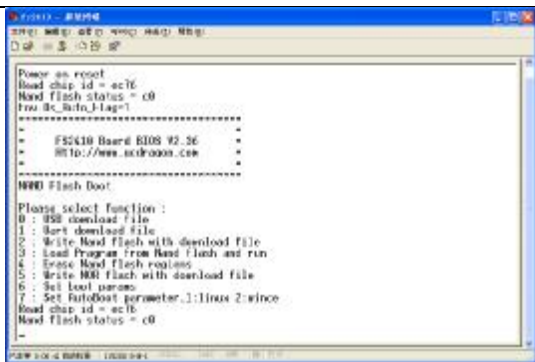 Power on reset
Read chip id = ec76
Nand flash status = c0
Env Os_Auto_Flag=1
*************************************
* *
* FS2410 Board BIOS V2.36 *
* Http://www.ucdragon.com *
* *
*************************************
NAND Flash Boot
Please select function :
0 : USB download file
1 : Uart download file
2 : Write Nand flash with download file
3 : Load Program from Nand flash and run
4 : Erase Nand flash regions
5 : Write NOR flash with download file
6 : Set boot params
7 : Set AutoBoot parameter,1:linux 2:wince
Read chip id = ec76
Nand flash status = c0